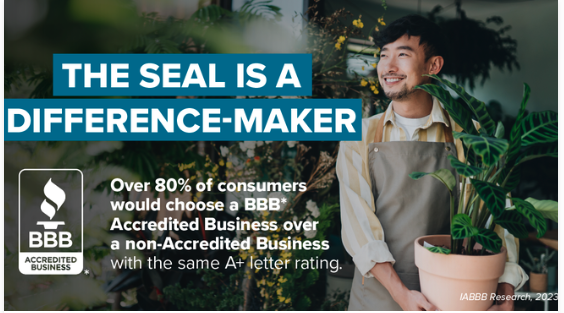 THE SEAL IS A
DIFFERENCE-MAKER
Over 80% of consumers
would choose a BBB*
Accredited Business over
a non-Accredited Business
with the same A+ letter rating.
BBB
ACCREDITED
BUSINESS
*
IABBB Research, 2023